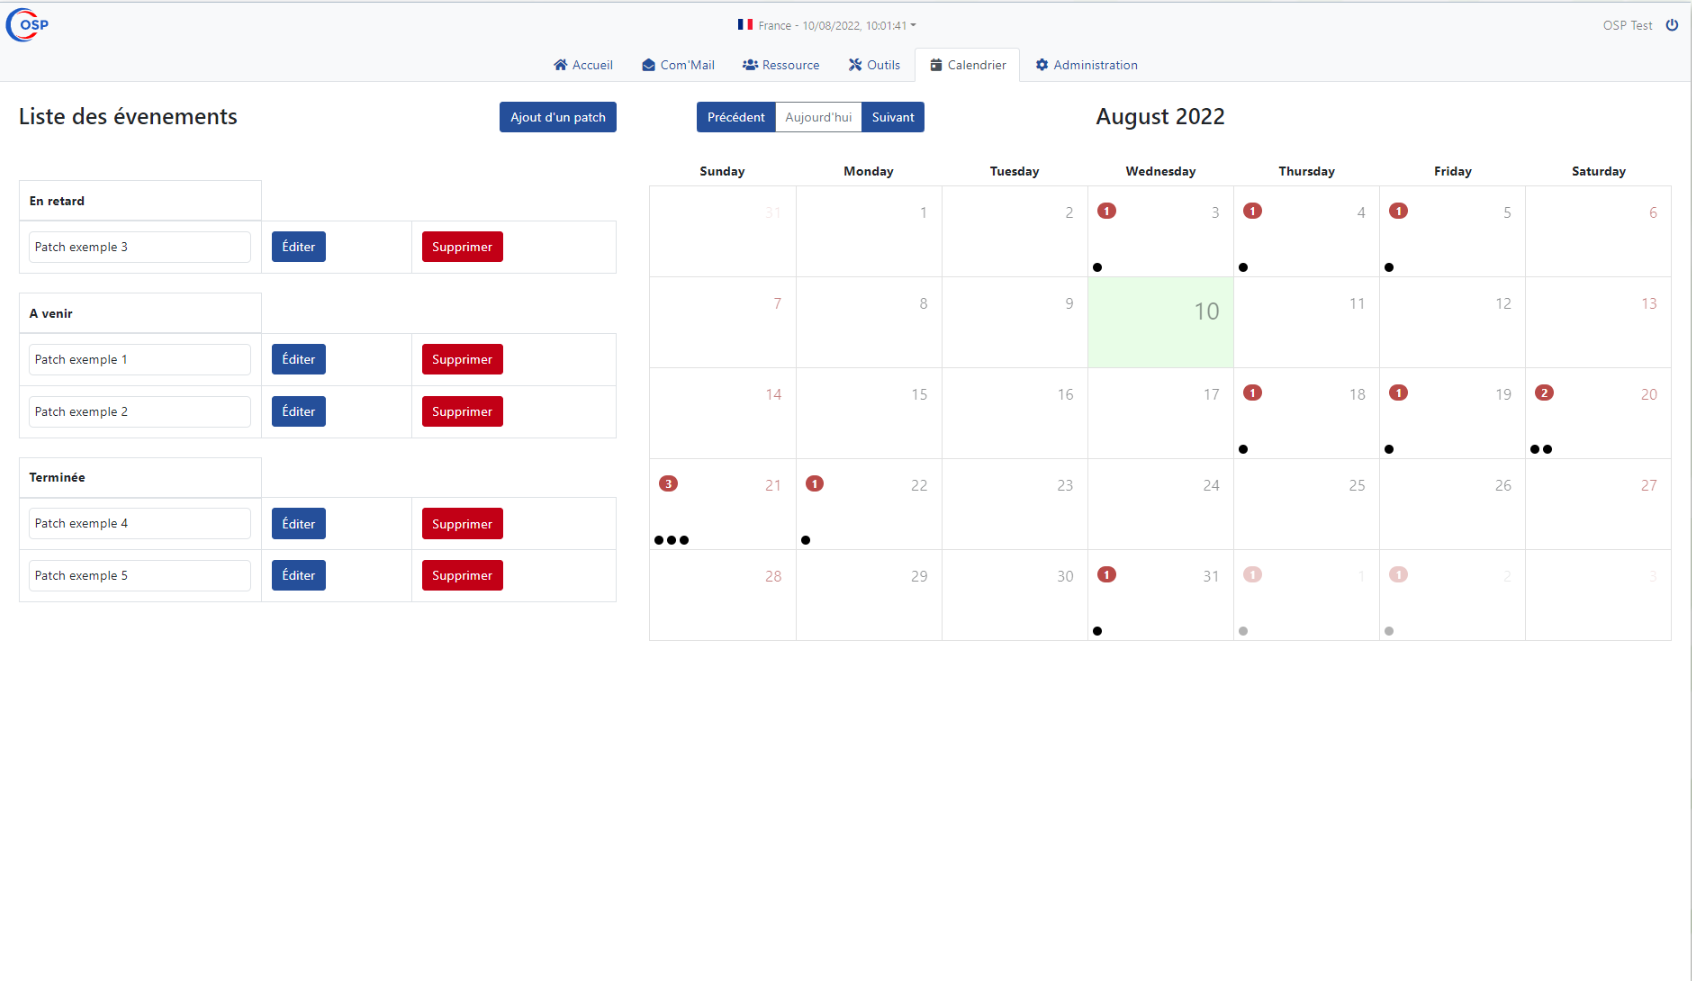 OSP
France - 10/08/2022, 10:01:41
OSP Test
Accueil Com'Mail Ressource Outils Calendrier Administration
Liste des évenements
Ajout d'un patch
En retard
Patch exemple 3 Éditer Supprimer
A venir
Patch exemple 1 Éditer Supprimer
Patch exemple 2 Éditer Supprimer
Terminée
Patch exemple 4 Éditer Supprimer
Patch exemple 5 Éditer Supprimer
Précédent Aujourd'hui Suivant
August 2022
Sunday Monday Tuesday Wednesday Thursday Friday Saturday
31 1 2 1 3 1 4 1 5 6
7 8 9 10 11 12 13
14 15 16 17 1 18 1 19 2 20
3 21 1 22 23 24 25 26 27
28 29 30 1 31 1 1 1 2 3